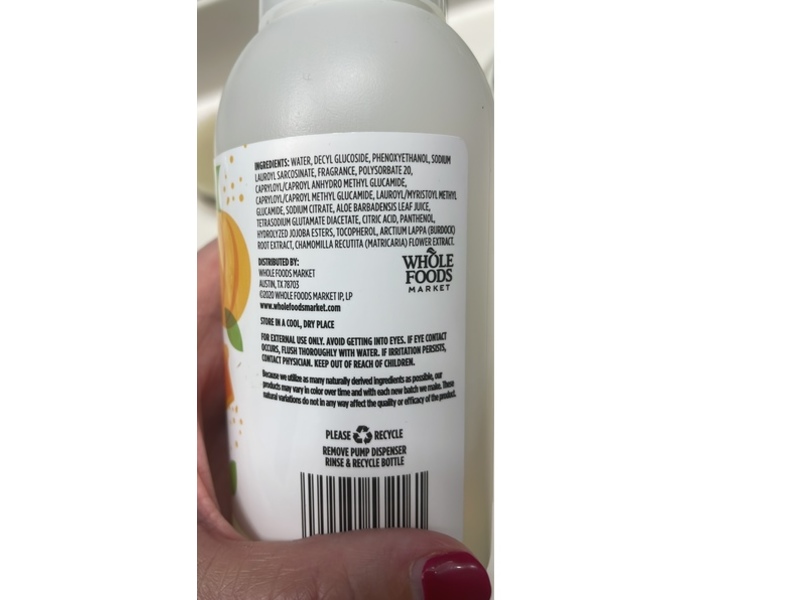 INGREDIENTS: WATER, DECYL GLUCOSIDE, PHENOXYETHANOL, SODIUM
LAUROYL SARCOSINATE, FRAGRANCE, POLYSORBATE 20,
CAPRYLOYL/CAPROYL ANHYDRO METHYL GLUCAMIDE,
CAPRYLOYL/CAPROYL METHYL GLUCAMIDE, LAUROYL/MYRISTOYL METHYL
GLUCAMIDE, SODIUM CITRATE, ALOE BARBADENSIS LEAF JUICE,
TETRASODIUM GLUTAMATE DIACETATE, CITRIC ACID, PANTHENOL,
HYDROLYZED JOJOBA ESTERS, TOCOPHEROL, ARCTIUM LAPPA (BURDOCK)
ROOT EXTRACT, CHAMOMILLA RECUTITA (MATRICARIA) FLOWER EXTRACT.
DISTRIBUTED BY:
WHOLE FOODS MARKET
AUSTIN, TX 78703
©2020 WHOLE FOODS MARKET IP, LP
www.wholefoodsmarket.com
WHOLE
FOODS
MARKET
STORE IN A COOL, DRY PLACE
FOR EXTERNAL USE ONLY. AVOID GETTING INTO EYES. IF EYE CONTACT
OCCURS, FLUSH THOROUGHLY WITH WATER. IF IRRITATION PERSISTS,
CONTACT PHYSICIAN. KEEP OUT OF REACH OF CHILDREN.
Because we utilize as many naturally derived ingredients as possible, our
products may vary in color over time and with each new batch we make. These
natural variations do not in any way affect the quality or efficacy of the product.
PLEASE RECYCLE
REMOVE PUMP DISPENSER
RINSE & RECYCLE BOTTLE